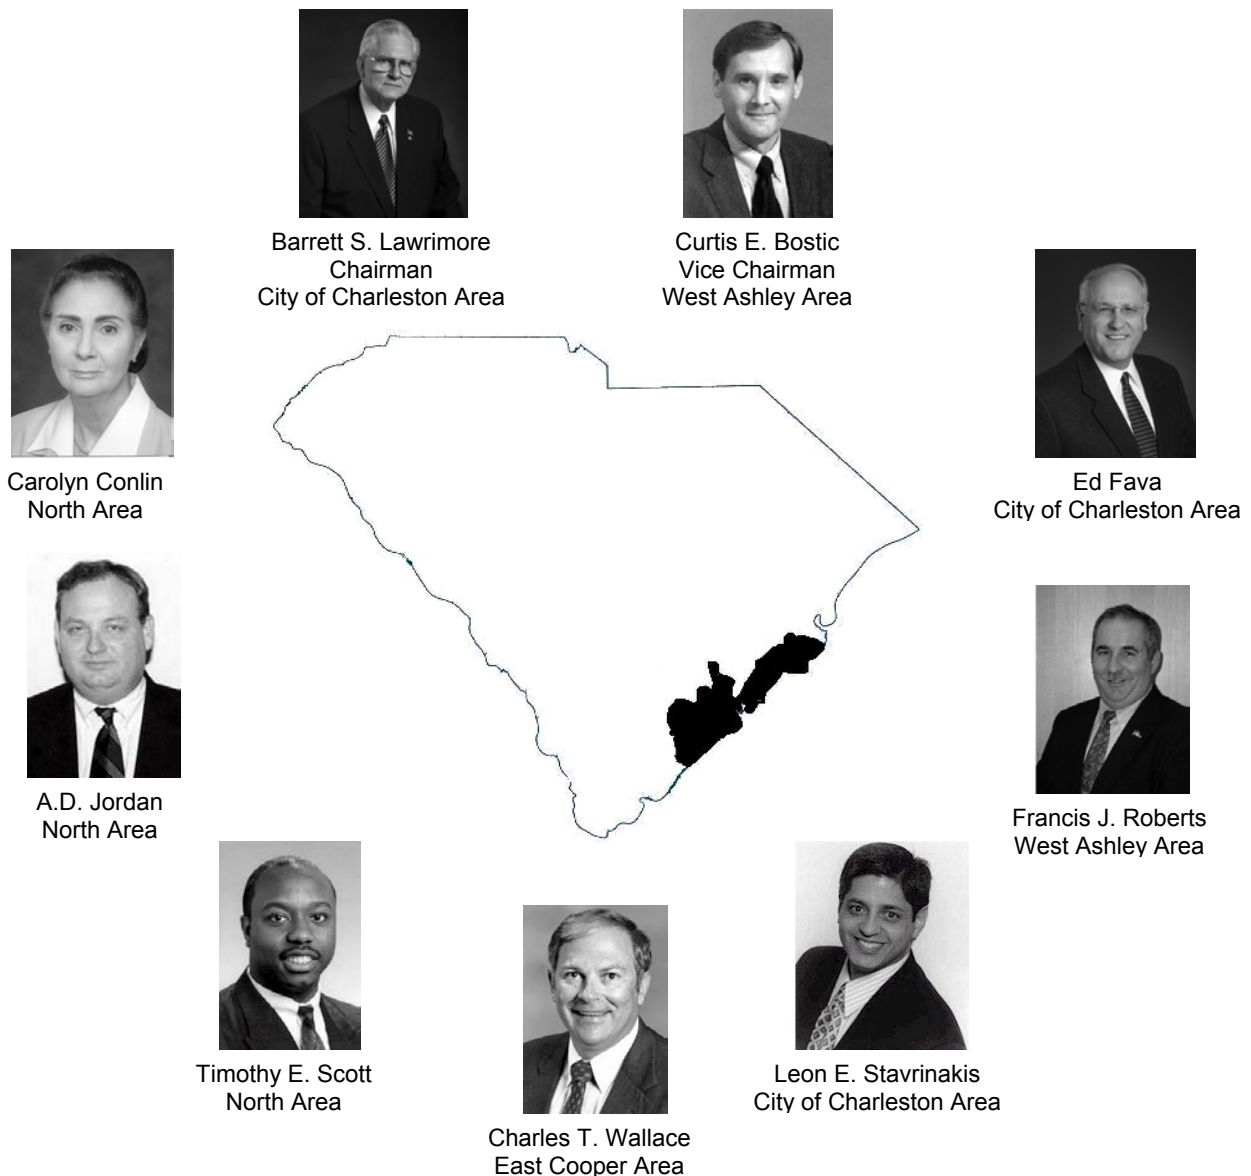 Barrett S. Lawrimore
Chairman
City of Charleston Area
Curtis E. Bostic
Vice Chairman
West Ashley Area
Carolyn Conlin
North Area
Ed Fava
City of Charleston Area
A.D. Jordan
North Area
Francis J. Roberts
West Ashley Area
Timothy E. Scott
North Area
Leon E. Stavrinakis
City of Charleston Area
Charles T. Wallace
East Cooper Area